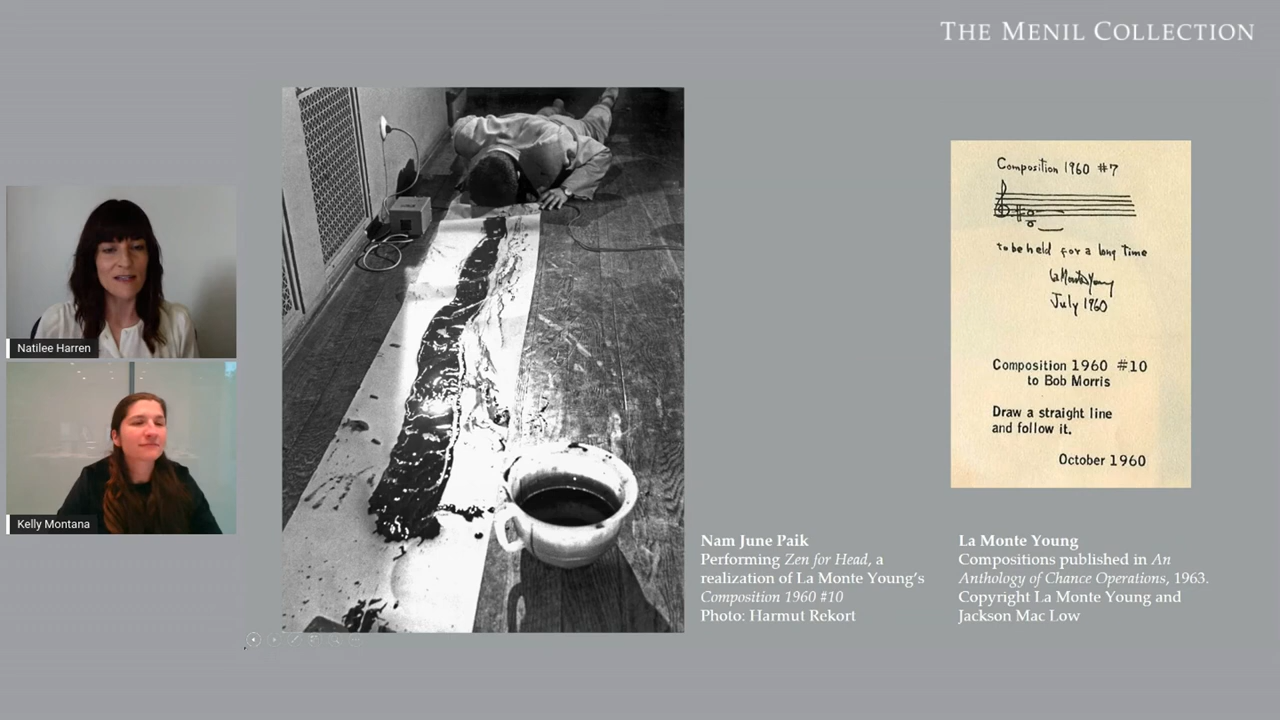 THE MENIL COLLECTION
Natilee Harren
Kelly Montana
Composition 1960 #7
to be held for a long time
La Monte Young
July 1960
Composition 1960 #10
to Bob Morris
Draw a straight line
and follow it.
October 1960
Nam June Paik
Performing Zen for Head, a
realization of La Monte Young's
Composition 1960 #10
Photo: Harmut Rekort
La Monte Young
Compositions published in An
Anthology of Chance Operations, 1963.
Copyright La Monte Young and
Jackson Mac Low